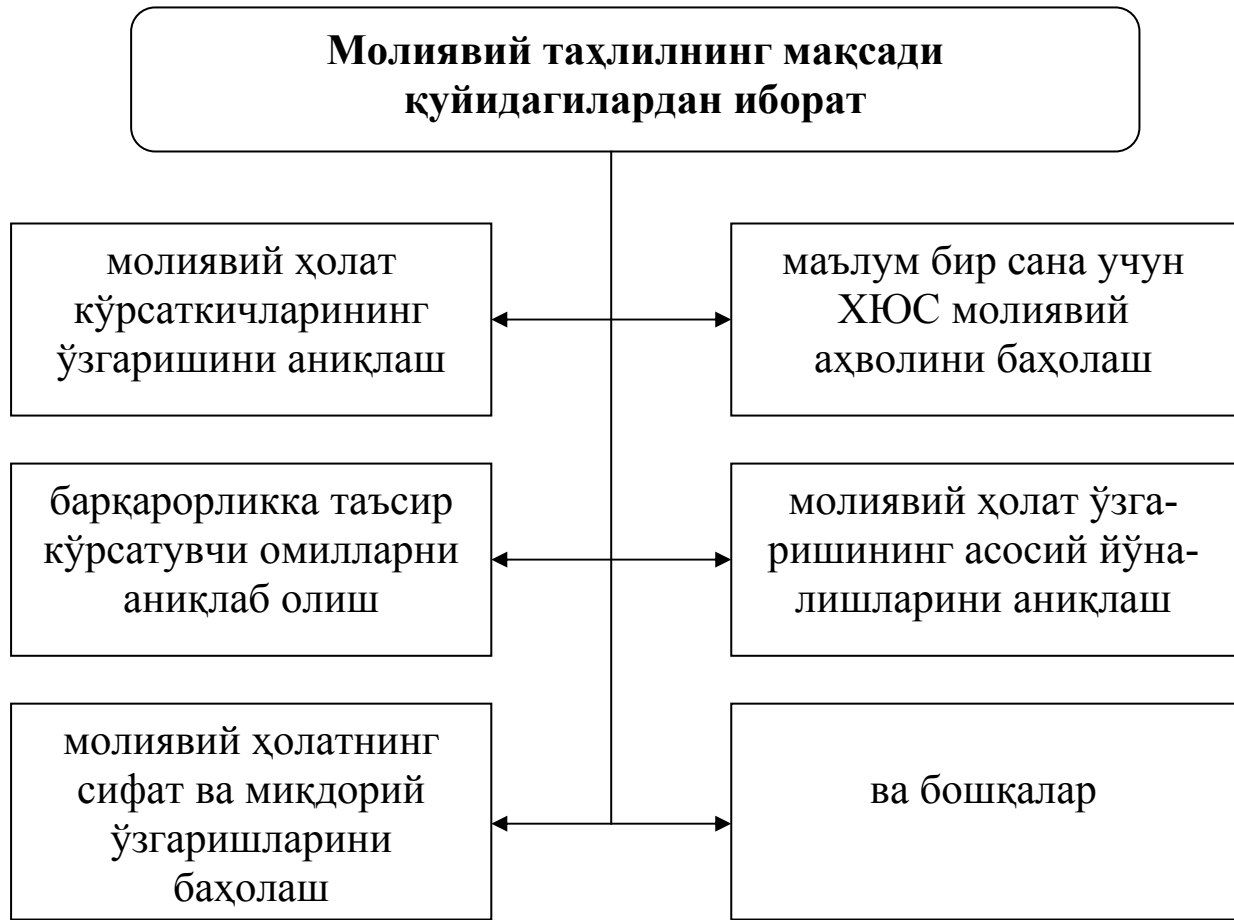 Молиявий таҳлилнинг мақсади
қуйидагилардан иборат
молиявий ҳолат
кўрсаткичларининг
ўзгаришини аниқлаш
маълум бир сана учун
ХЮС молиявий
аҳволини баҳолаш
барқарорликка таъсир
кўрсатувчи омилларни
аниқлаб олиш
молиявий ҳолат ўзга-
ришининг асосий йўна-
лишларини аниқлаш
молиявий ҳолатнинг
сифат ва миқдорий
ўзгаришларини
баҳолаш
ва бошқалар